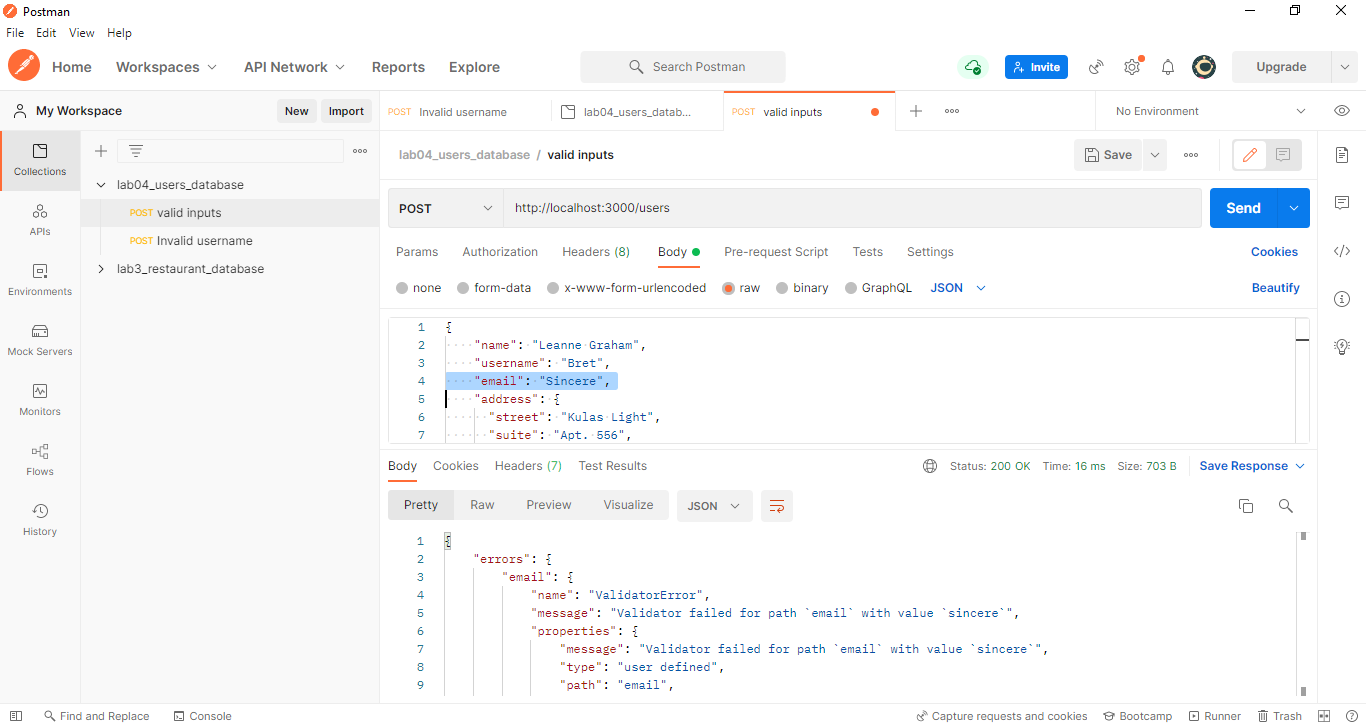 Postman
File Edit View Help
Home Workspaces API Network Reports Explore Search Postman Invite Upgrade
My Workspace New Import
POST Invalid username lab04_users_datab... POST valid inputs No Environment
Collections
APIs
Environments
Mock Servers
Monitors
Flows
History
lab04_users_database
POST valid inputs
POST Invalid username
lab3_restaurant_database
lab04_users_database / valid inputs Save
POST http://localhost:3000/users Send
Params Authorization Headers (8) Body Pre-request Script Tests Settings Cookies
none form-data x-www-form-urlencoded raw binary GraphQL JSON Beautify
1 {
2 "name": "Leanne Graham",
3 "username": "Bret",
4 "email": "Sincere",
5 "address": {
6 "street": "Kulas Light",
7 "suite": "Apt. 556",
Body Cookies Headers (7) Test Results Status: 200 OK Time: 16 ms Size: 703 B Save Response
Pretty Raw Preview Visualize JSON
1 {
2 "errors": {
3 "email": {
4 "name": "ValidatorError",
5 "message": "Validator failed for path `email` with value `sincere`",
6 "properties": {
7 "message": "Validator failed for path `email` with value `sincere`",
8 "type": "user defined",
9 "path": "email",
Find and Replace Console Capture requests and cookies Bootcamp Runner Trash